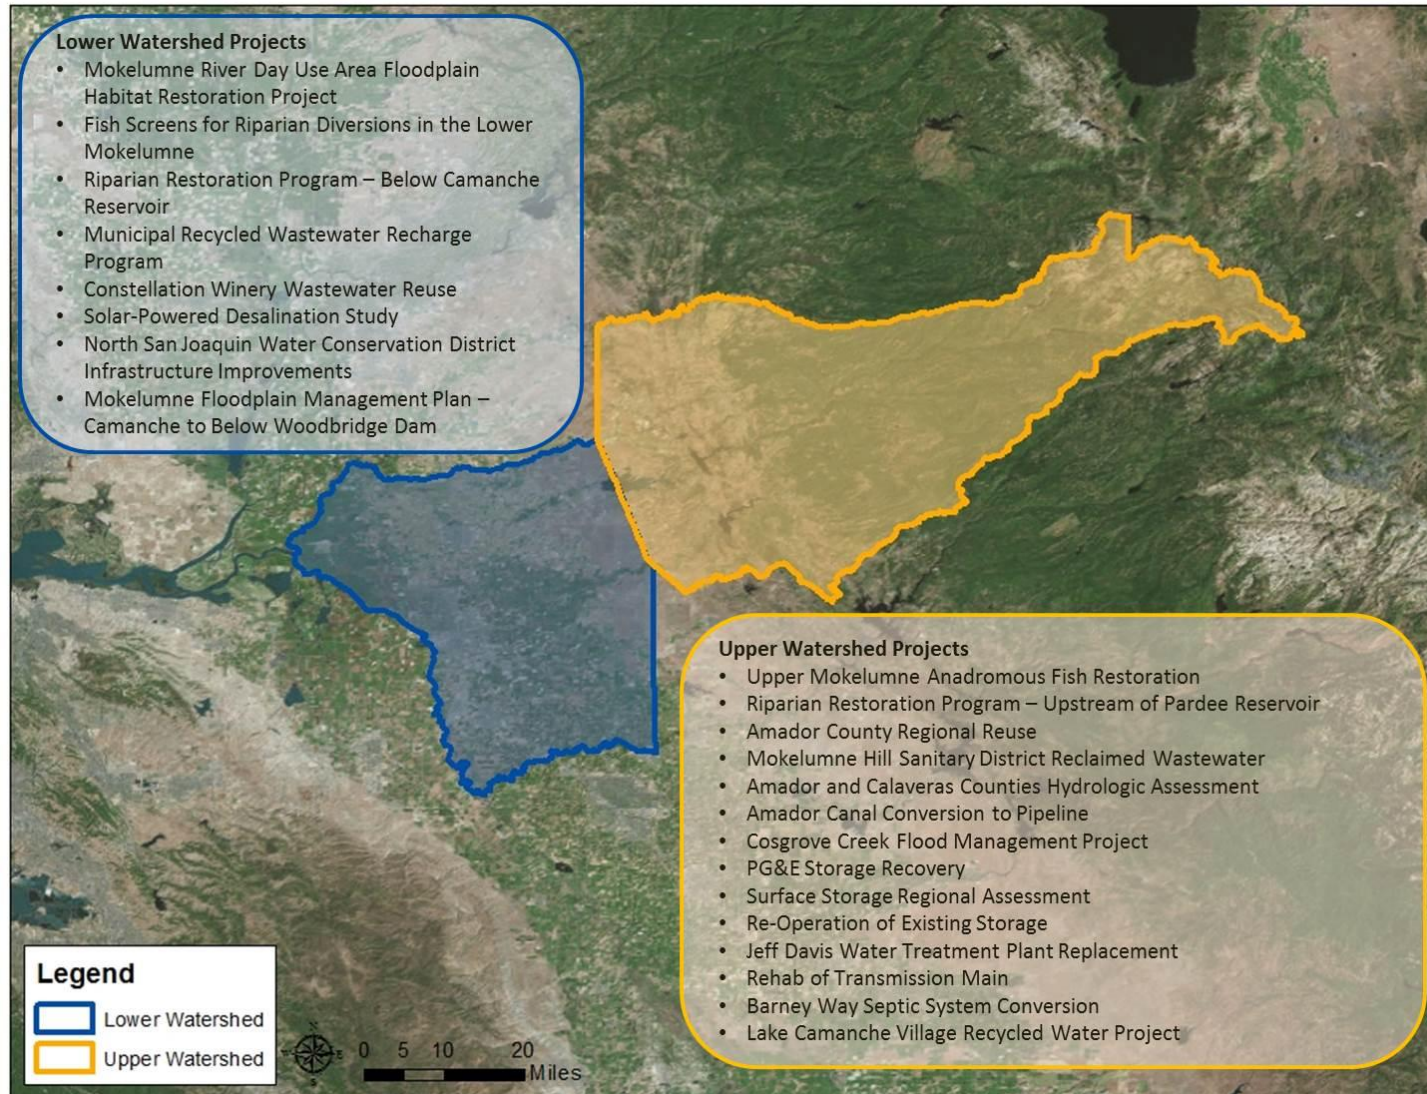 Lower Watershed Projects
• Mokelumne River Day Use Area Floodplain
Habitat Restoration Project
• Fish Screens for Riparian Diversions in the Lower
Mokelumne
• Riparian Restoration Program – Below Camanche
Reservoir
• Municipal Recycled Wastewater Recharge
Program
• Constellation Winery Wastewater Reuse
• Solar-Powered Desalination Study
• North San Joaquin Water Conservation District
Infrastructure Improvements
• Mokelumne Floodplain Management Plan –
Camanche to Below Woodbridge Dam
Upper Watershed Projects
• Upper Mokelumne Anadromous Fish Restoration
• Riparian Restoration Program – Upstream of Pardee Reservoir
• Amador County Regional Reuse
• Mokelumne Hill Sanitary District Reclaimed Wastewater
• Amador and Calaveras Counties Hydrologic Assessment
• Amador Canal Conversion to Pipeline
• Cosgrove Creek Flood Management Project
• PG&E Storage Recovery
• Surface Storage Regional Assessment
• Re-Operation of Existing Storage
• Jeff Davis Water Treatment Plant Replacement
• Rehab of Transmission Main
• Barney Way Septic System Conversion
• Lake Camanche Village Recycled Water Project
Legend
Lower Watershed
Upper Watershed
N
W E
S
0 5 10 20
Miles